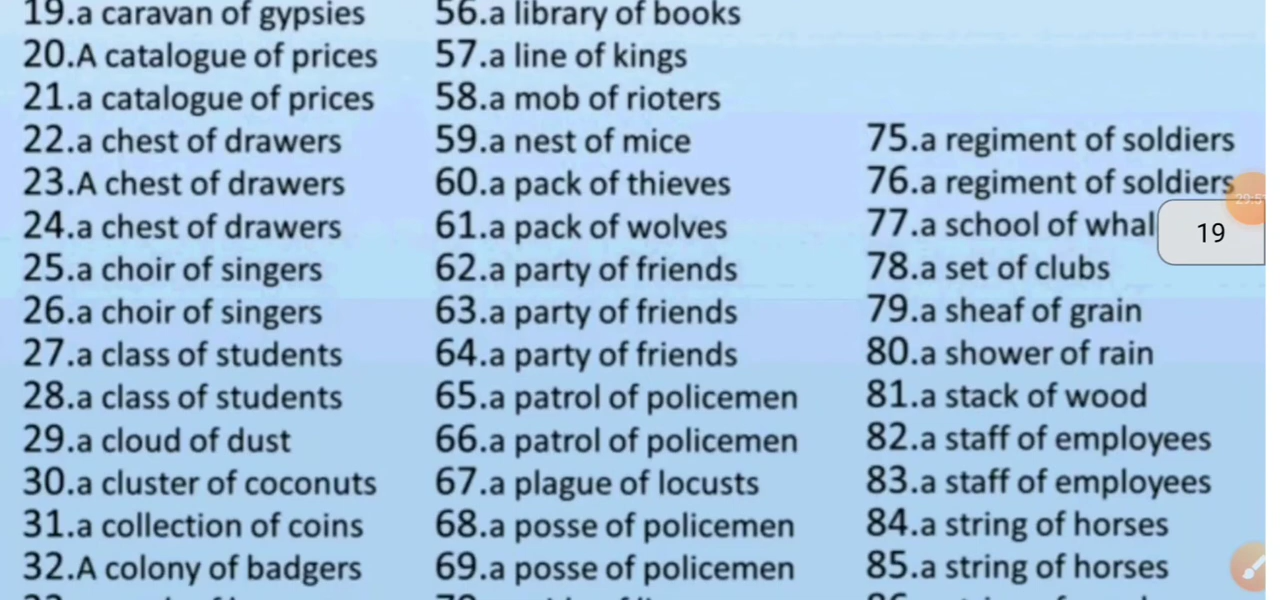 19.a caravan of gypsies
20.A catalogue of prices
21.a catalogue of prices
22.a chest of drawers
23.A chest of drawers
24.a chest of drawers
25.a choir of singers
26.a choir of singers
27.a class of students
28.a class of students
29.a cloud of dust
30.a cluster of coconuts
31.a collection of coins
32.A colony of badgers
56.a library of books
57.a line of kings
58.a mob of rioters
59.a nest of mice
60.a pack of thieves
61.a pack of wolves
62.a party of friends
63.a party of friends
64.a party of friends
65.a patrol of policemen
66.a patrol of policemen
67.a plague of locusts
68.a posse of policemen
69.a posse of policemen
75.a regiment of soldiers
76.a regiment of soldiers
77.a school of whal
78.a set of clubs
79.a sheaf of grain
80.a shower of rain
81.a stack of wood
82.a staff of employees
83.a staff of employees
84.a string of horses
85.a string of horses
19